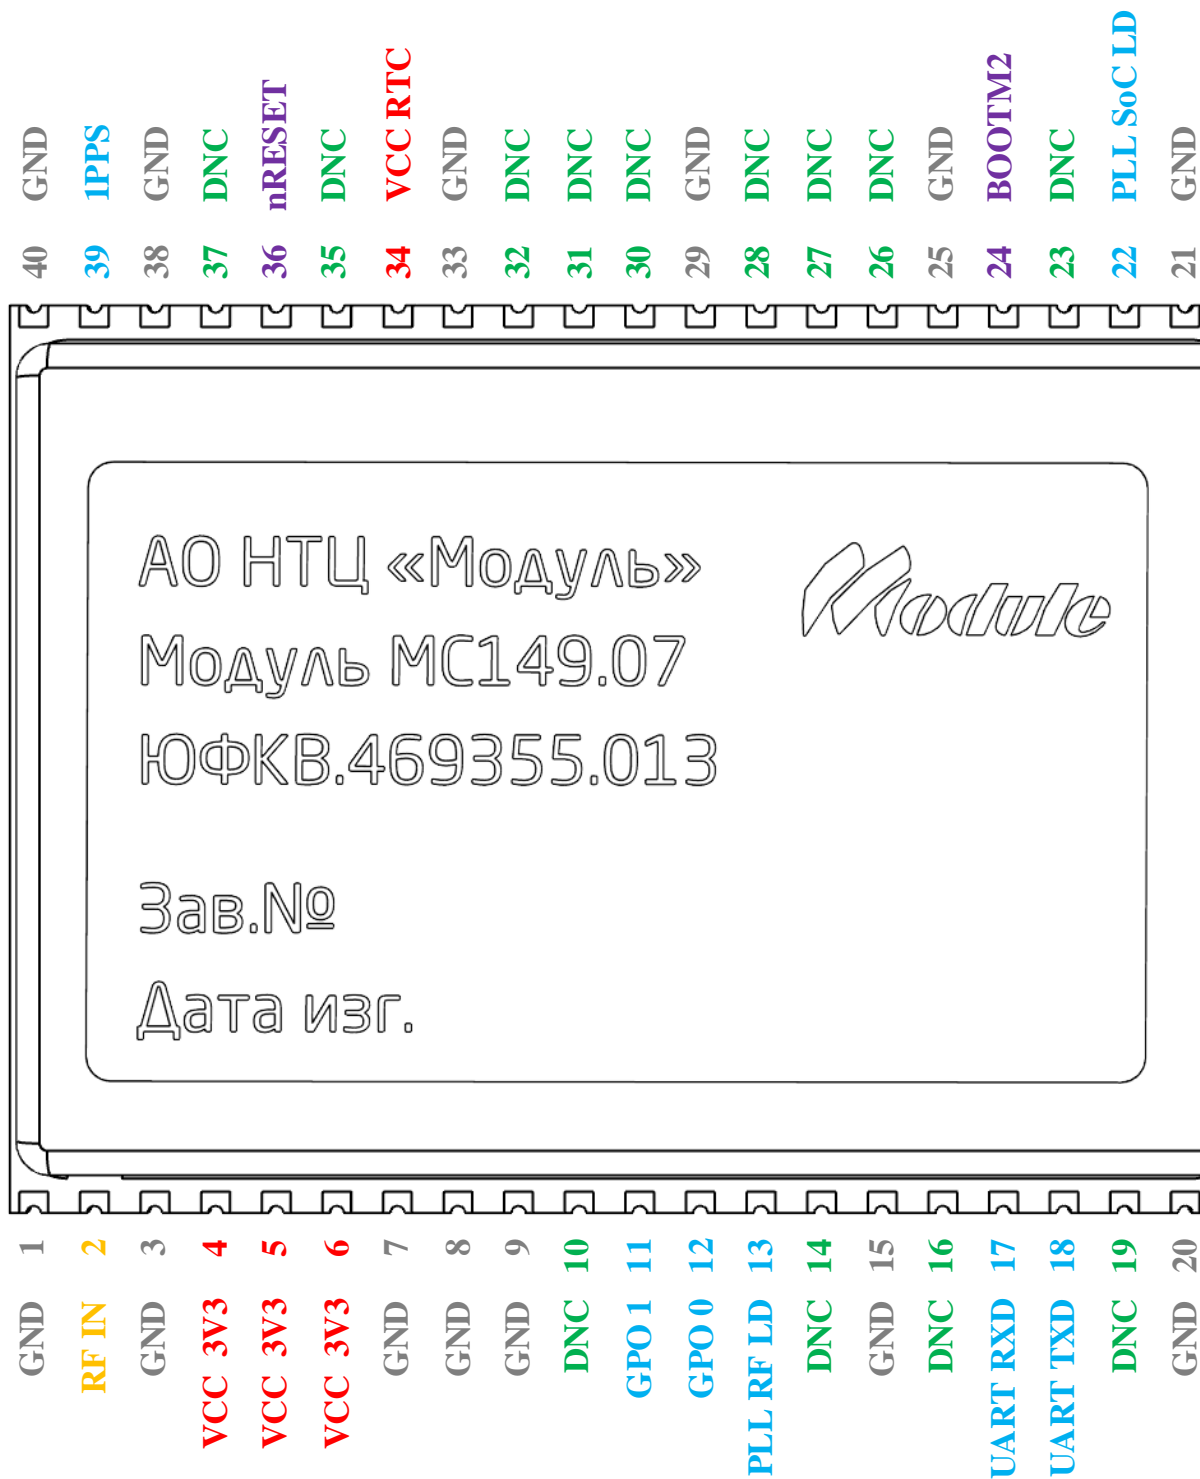 GND
1PPS
GND
DNC
nRESET
DNC
VCC RTC
GND
DNC
DNC
DNC
GND
DNC
DNC
DNC
GND
BOOTM2
DNC
PLL SoC LD
GND
40
39
38
37
36
35
34
33
32
31
30
29
28
27
26
25
24
23
22
21
АО НТЦ «Модуль»
Module
Модуль МС149.07
ЮФКВ.469355.013
Зав.№
Дата изг.
1
2
3
4
5
6
7
8
9
10
11
12
13
14
15
16
17
18
19
20
GND
RF IN
GND
VCC 3V3
VCC 3V3
VCC 3V3
GND
GND
GND
DNC
GPO 1
GPO 0
PLL RF LD
DNC
GND
DNC
UART RXD
UART TXD
DNC
GND